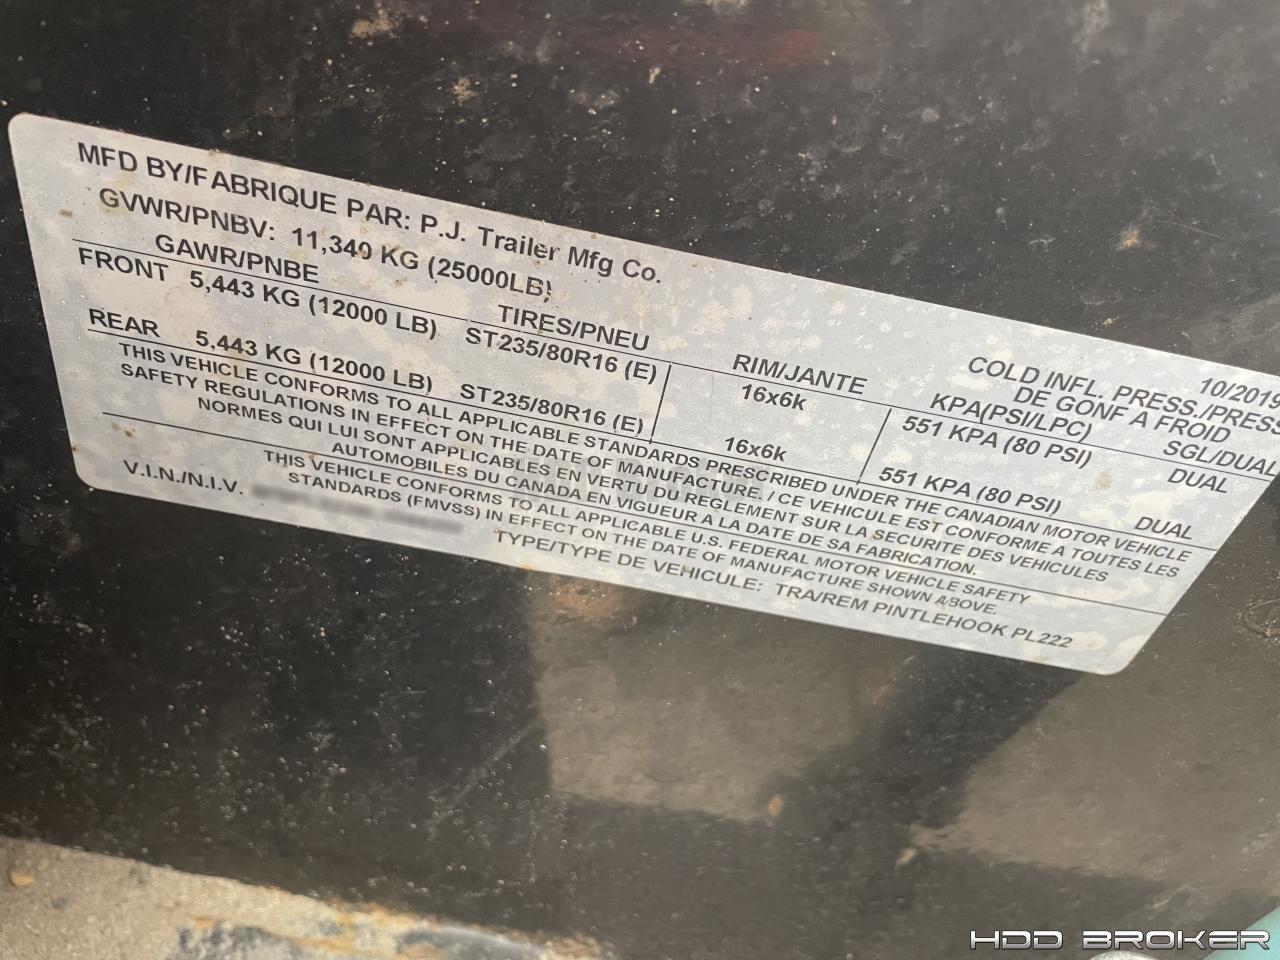 MFD BY/FABRIQUE PAR: P.J. Trailer Mfg Co.
10/2019
GVWR/PNBV: 11,340 KG (25000LB)
COLD INFL. PRESS./PRESS
DE GONF A FROID
GAWR/PNBE TIRES/PNEU RIM/JANTE KPA(PSI/LPC) SGL/DUAL
FRONT 5,443 KG (12000 LB) ST235/80R16 (E) 16x6k 551 KPA (80 PSI) DUAL
REAR 5,443 KG (12000 LB) ST235/80R16 (E) 16x6k 551 KPA (80 PSI) DUAL
THIS VEHICLE CONFORMS TO ALL APPLICABLE STANDARDS PRESCRIBED UNDER THE CANADIAN MOTOR VEHICLE
SAFETY REGULATIONS IN EFFECT ON THE DATE OF MANUFACTURE. / CE VEHICULE EST CONFORME A TOUTES LES
NORMES QUI LUI SONT APPLICABLES EN VERTU DU REGLEMENT SUR LA SECURITE DES VEHICULES
AUTOMOBILES DU CANADA EN VIGUEUR A LA DATE DE SA FABRICATION.
THIS VEHICLE CONFORMS TO ALL APPLICABLE U.S. FEDERAL MOTOR VEHICLE SAFETY
STANDARDS (FMVSS) IN EFFECT ON THE DATE OF MANUFACTURE SHOWN ABOVE.
V.I.N./N.I.V. TYPE/TYPE DE VEHICULE: TRA/REM PINTLEHOOK PL222
HDD BROKER